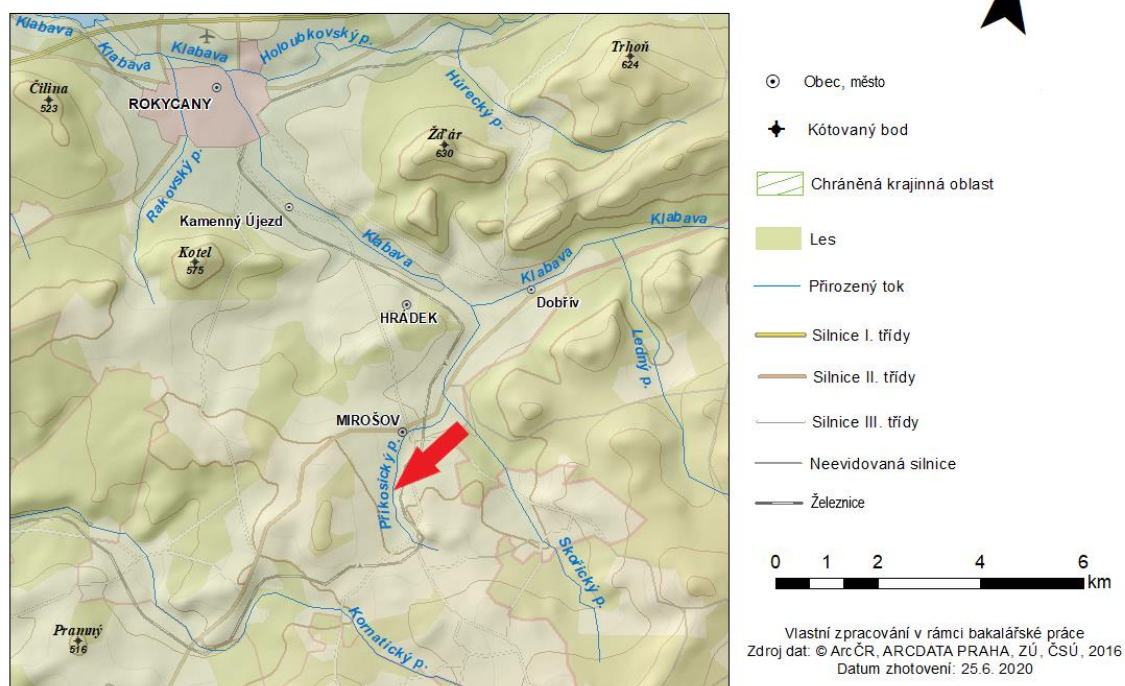 Klabava
Klabava
Klabava
Holoubkovský p.
Trhoň
624
Čilina
523
ROKYCANY
Hůrecký p.
Žďár
630
Rakovský p.
Kamenný Újezd
Klabava
Klabava
Klabava
Kotel
575
HRÁDEK
Dobřív
Ledný p.
MIROŠOV
Příkosický p.
Skořický p.
Kornatický p.
Pramný
516
Obec, město
Kótovaný bod
Chráněná krajinná oblast
Les
Přirozený tok
Silnice I. třídy
Silnice II. třídy
Silnice III. třídy
Neevidovaná silnice
Železnice
0 1 2 4 6
km
Vlastní zpracování v rámci bakalářské práce
Zdroj dat: © ArcČR, ARCDATA PRAHA, ZÚ, ČSÚ, 2016
Datum zhotovení: 25.6. 2020